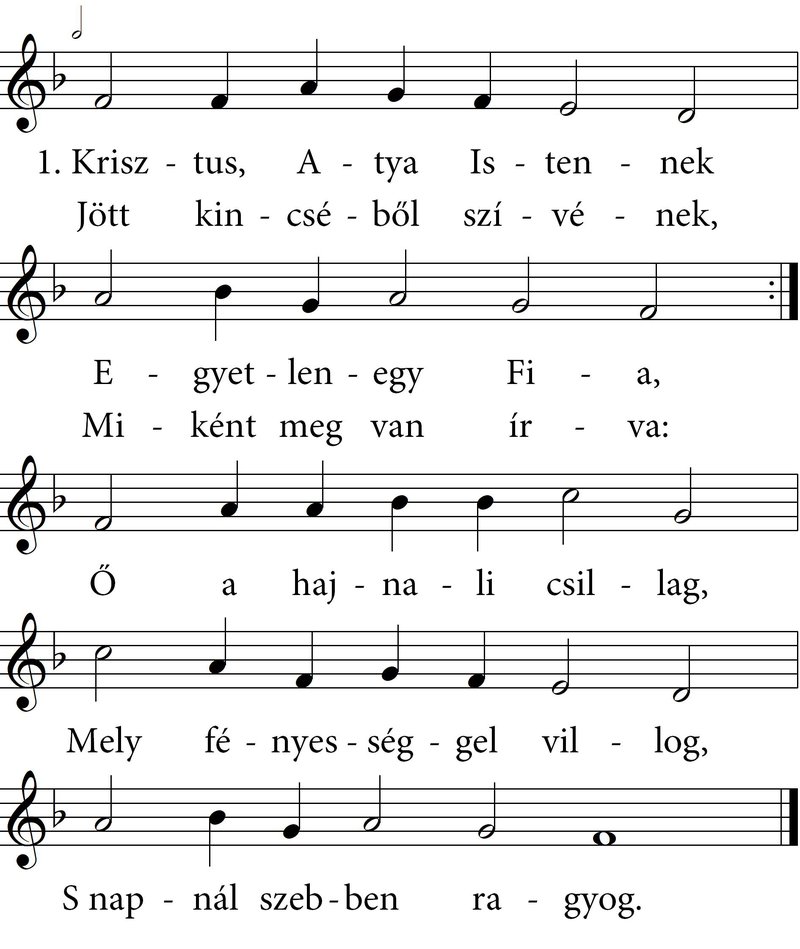 1. Krisz - tus, A - tya Is - ten - nek
Jött kin - csé - ből szí - vé - nek,
E - gyet - len - egy Fi - a,
Mi - ként meg van ír - va:
Ő a haj - na - li csil - lag,
Mely fé - nyes - ség - gel vil - log,
S nap - nál szeb - ben ra - gyog.